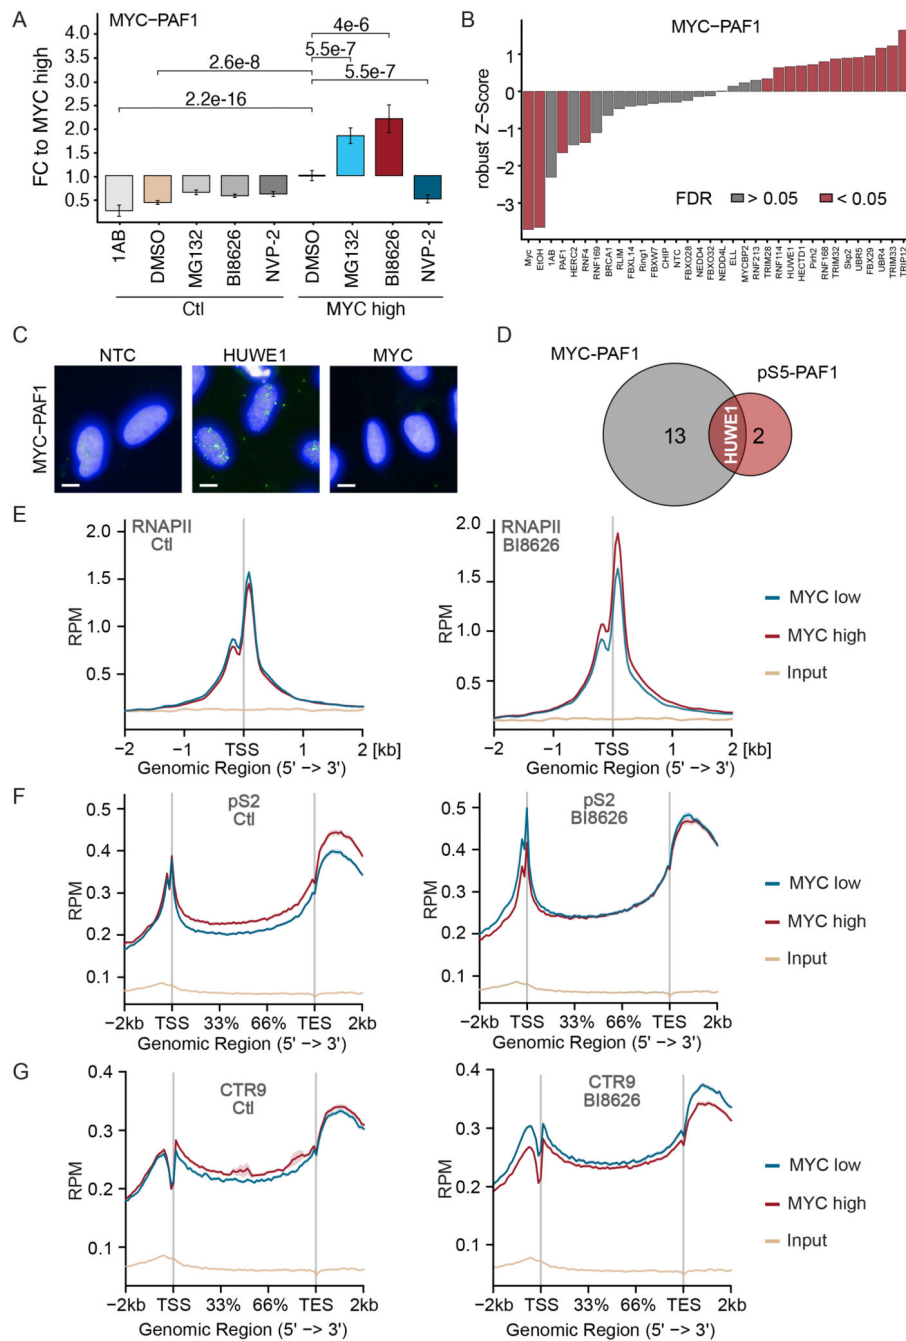 A
MYC−PAF1
FC to MYC high
4.0
3.5
3.0
2.5
2.0
1.5
1.0
0.5
4e-6
5.5e-7
2.6e-8
5.5e-7
2.2e-16
1AB
DMSO
MG132
BI8626
NVP-2
DMSO
MG132
BI8626
NVP-2
Ctl
MYC high
B
MYC−PAF1
robust Z-Score
1
0
−1
−2
−3
FDR > 0.05 < 0.05
Myc
EtOH
1AB
PAF1
HERC2
RNF4
RNF169
BRCA1
RLIM
FBXL14
Ring1
FBXW7
CHIP
NTC
FBXO28
NEDD4
FBXO32
NEDD4L
ELL
MYCBP2
RNF213
TRIM28
RNF114
HUWE1
HECTD1
Pirh2
RNF168
TRIM32
Skp2
UBR5
FBX29
UBR4
TRIM33
TRIP12
C
NTC HUWE1 MYC
MYC−PAF1
D
MYC-PAF1
pS5-PAF1
13
HUWE1
2
E
RNAPII
Ctl
RPM
2.0
1.5
1.0
0.5
−2 −1 TSS 1 2 [kb]
Genomic Region (5' −> 3')
RNAPII
BI8626
RPM
2.0
1.5
1.0
0.5
−2 −1 TSS 1 2 [kb]
Genomic Region (5' −> 3')
MYC low
MYC high
Input
F
pS2
Ctl
RPM
0.5
0.4
0.3
0.2
0.1
−2kb TSS 33% 66% TES 2kb
Genomic Region (5' −> 3')
pS2
BI8626
RPM
0.5
0.4
0.3
0.2
0.1
−2kb TSS 33% 66% TES 2kb
Genomic Region (5' −> 3')
MYC low
MYC high
Input
G
CTR9
Ctl
RPM
0.4
0.3
0.2
0.1
−2kb TSS 33% 66% TES 2kb
Genomic Region (5' −> 3')
CTR9
BI8626
RPM
0.4
0.3
0.2
0.1
−2kb TSS 33% 66% TES 2kb
Genomic Region (5' −> 3')
MYC low
MYC high
Input